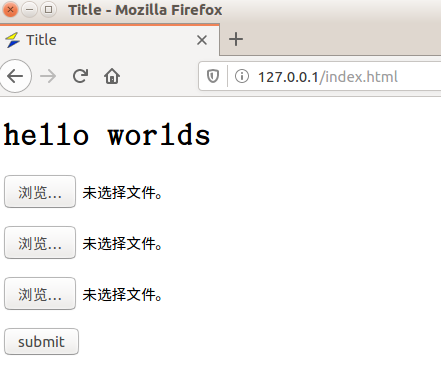 Title - Mozilla Firefox
Title
127.0.0.1/index.html
hello worlds
浏览… 未选择文件。
浏览… 未选择文件。
浏览… 未选择文件。
submit